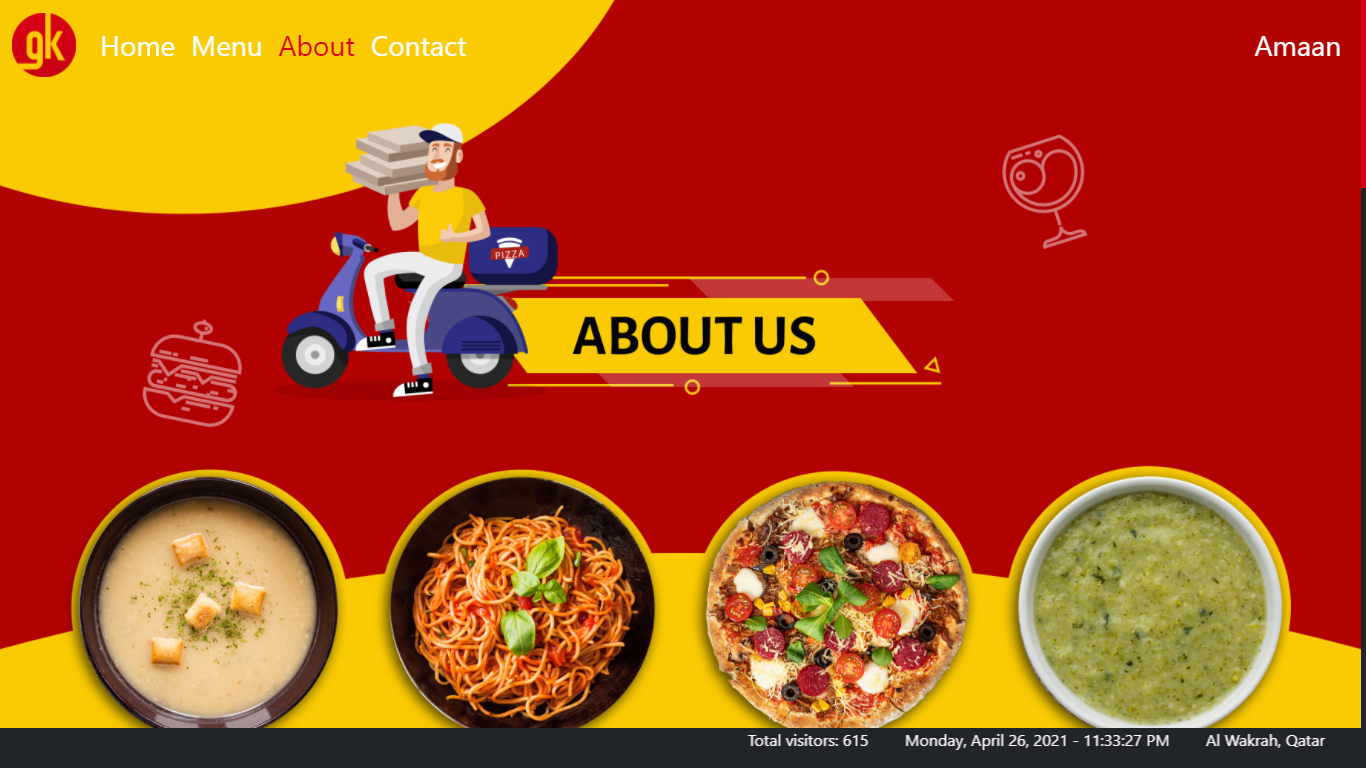 gk
Home Menu About Contact
Amaan
PIZZA
ABOUT US
Total visitors: 615
Monday, April 26, 2021 - 11:33:27 PM
Al Wakrah, Qatar